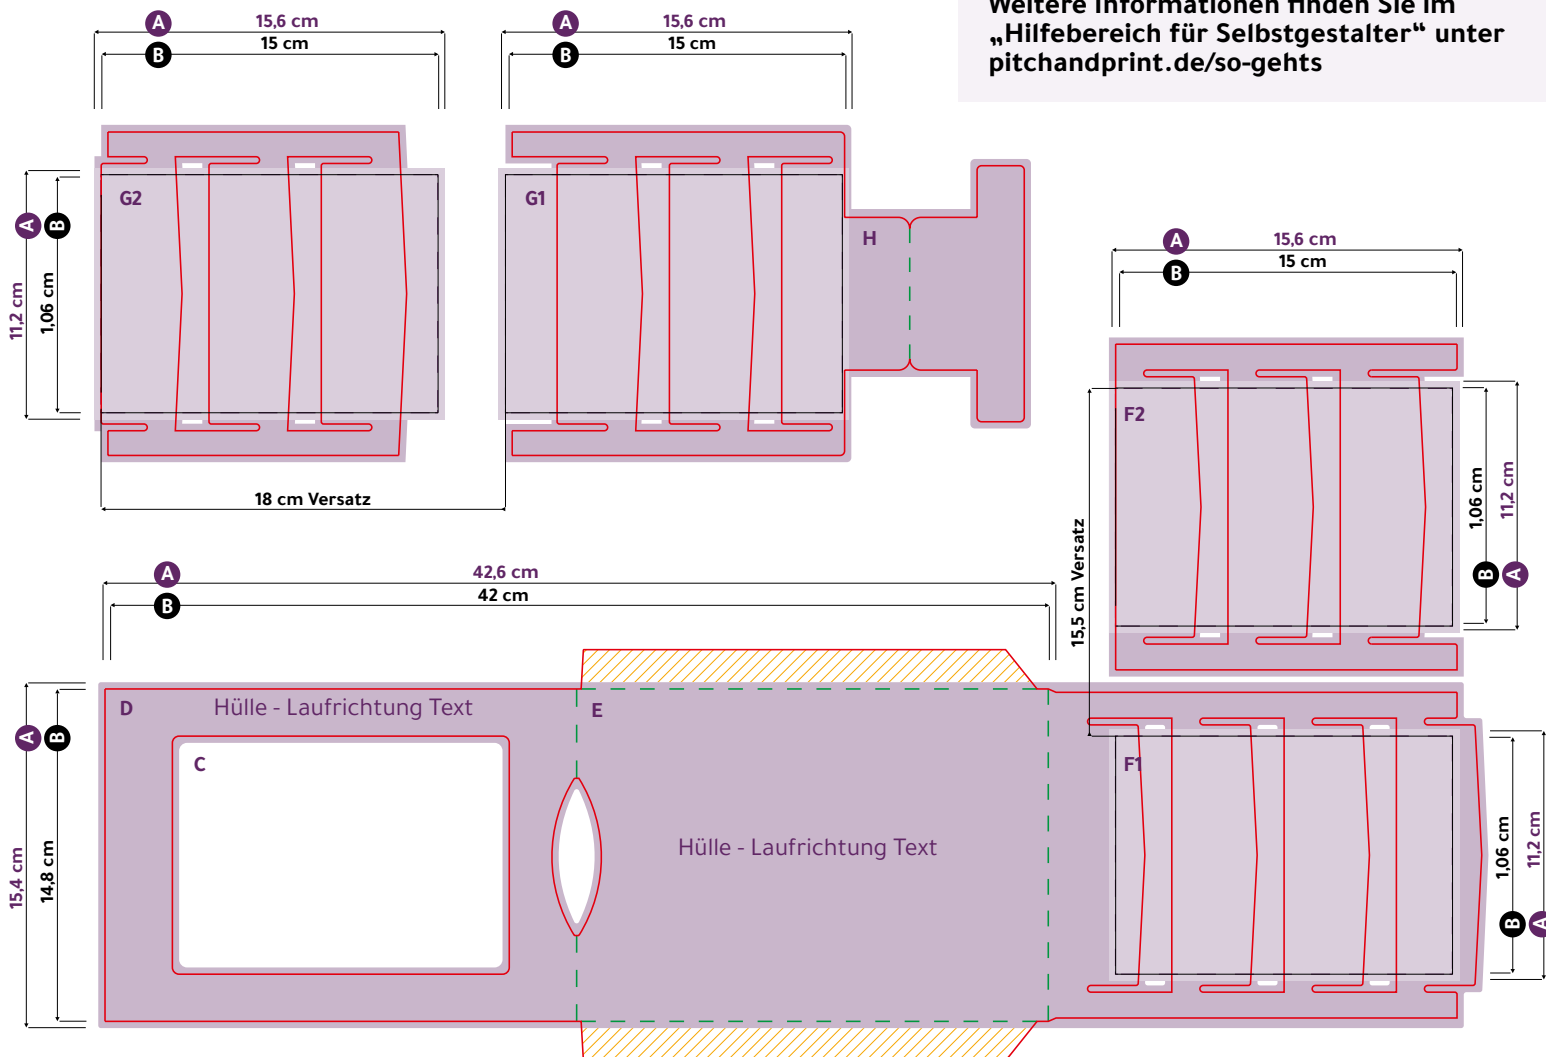 Weitere Informationen finden Sie im
„Hilfebereich für Selbstgestalter“ unter
pitchandprint.de/so-gehts
A 15,6 cm
B 15 cm
A 15,6 cm
B 15 cm
G2
G1
H
A
B
11,2 cm
1,06 cm
18 cm Versatz
A 15,6 cm
B 15 cm
F2
1,06 cm
11,2 cm
B
A
15,5 cm Versatz
A 42,6 cm
B 42 cm
D
Hülle - Laufrichtung Text
E
C
F1
A
B
15,4 cm
14,8 cm
Hülle - Laufrichtung Text
1,06 cm
11,2 cm
B
A